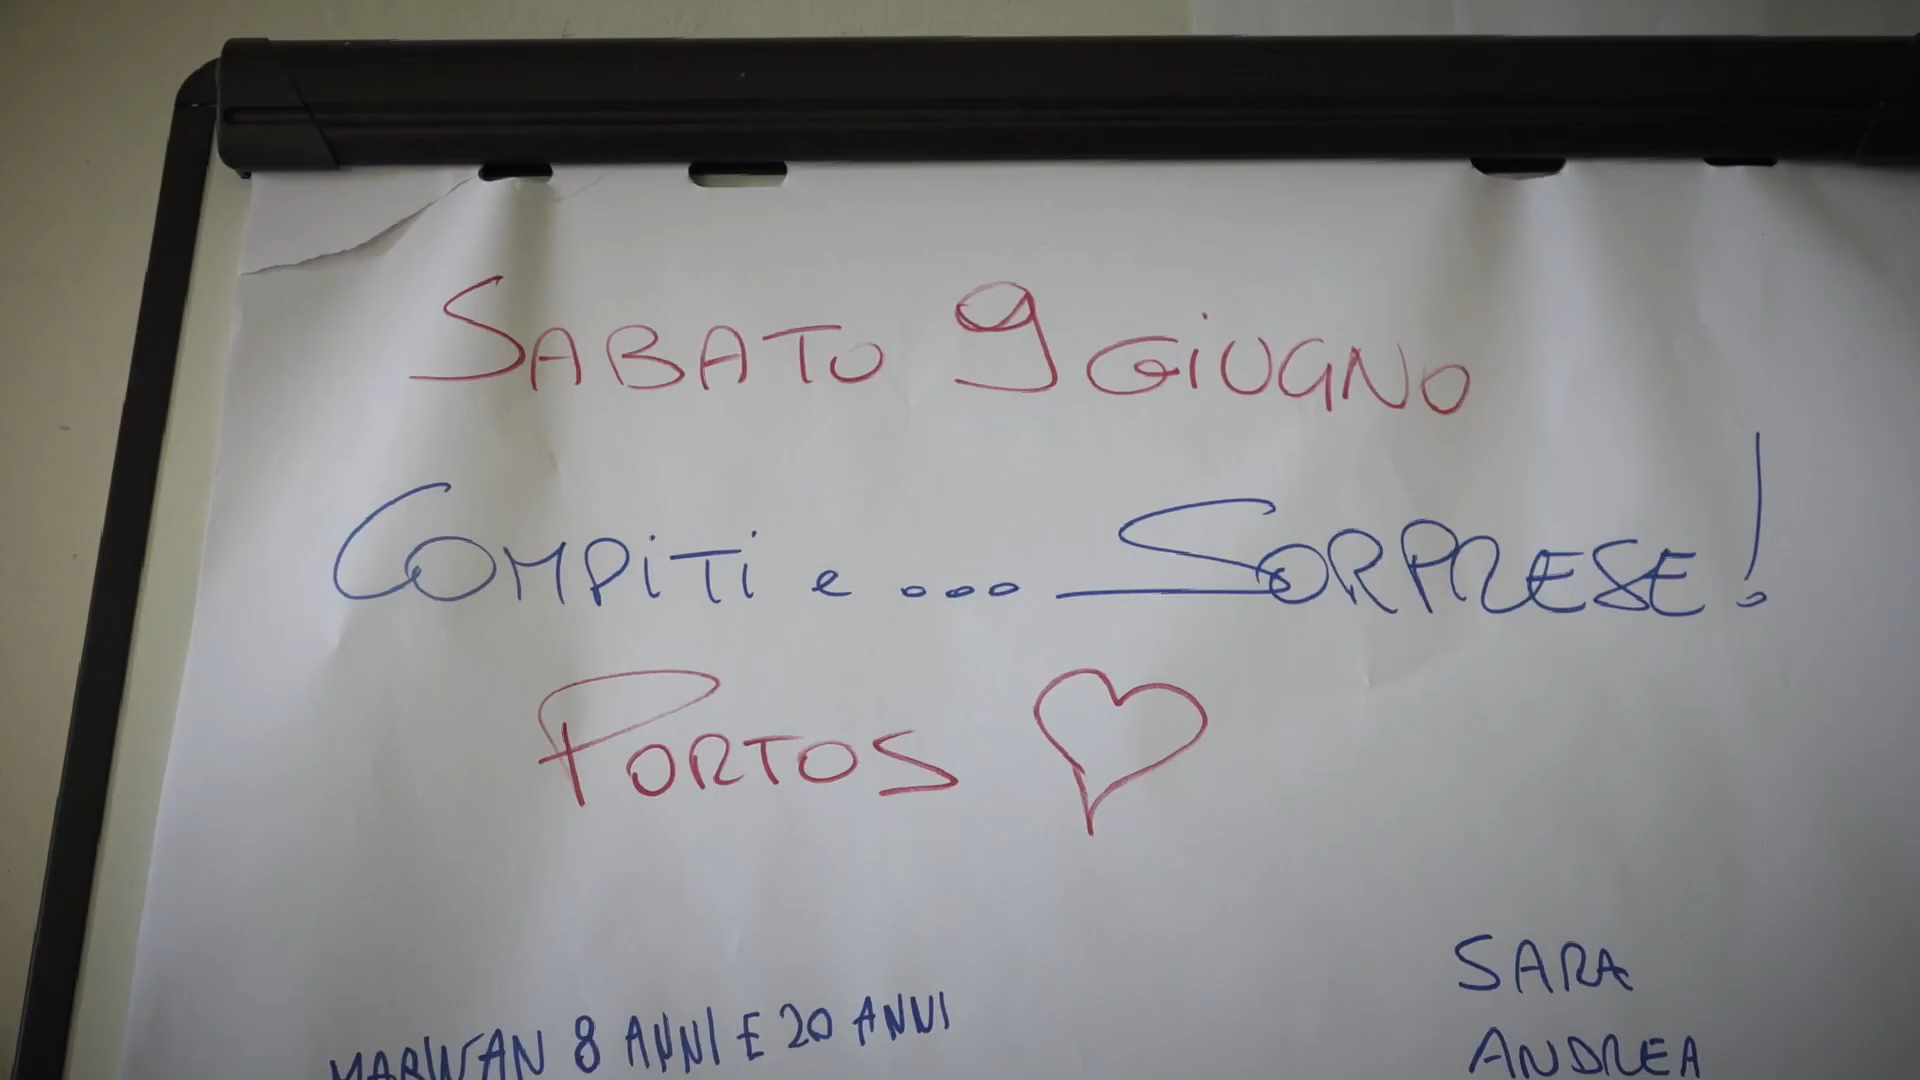 SABATO 9 GIUGNO
COMPITI e ... SORPRESE!
PORTOS
SARA
MARWAN 8 ANNI E 20 ANNI
ANDREA